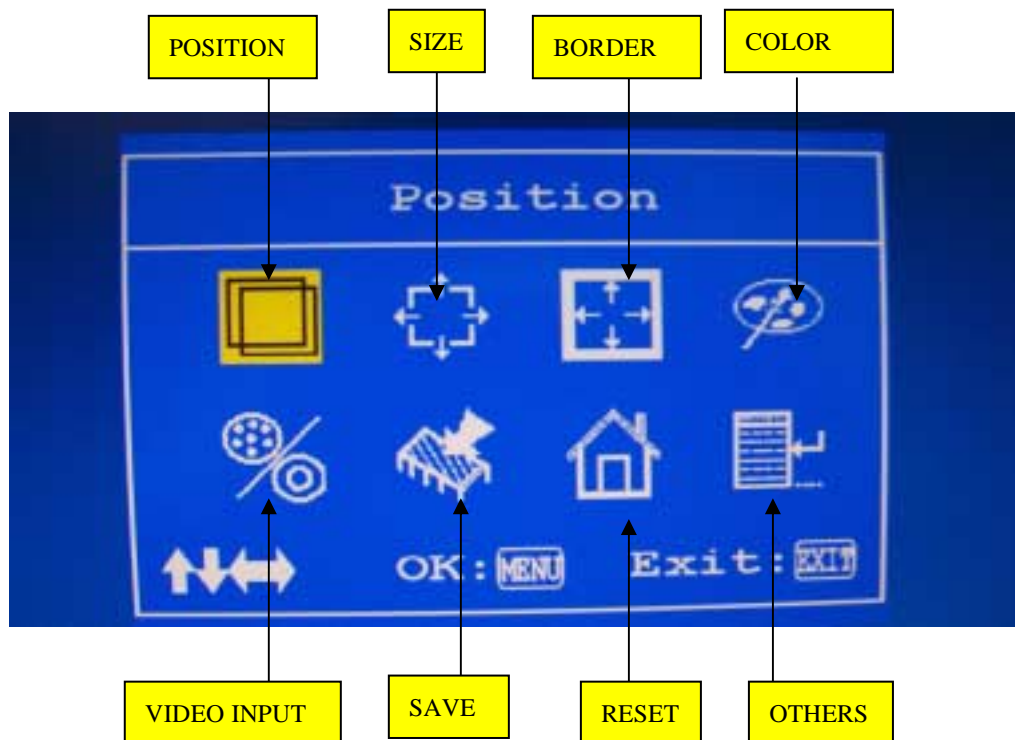 POSITION
SIZE
BORDER
COLOR
Position
OK: MENU Exit: EXIT
VIDEO INPUT
SAVE
RESET
OTHERS